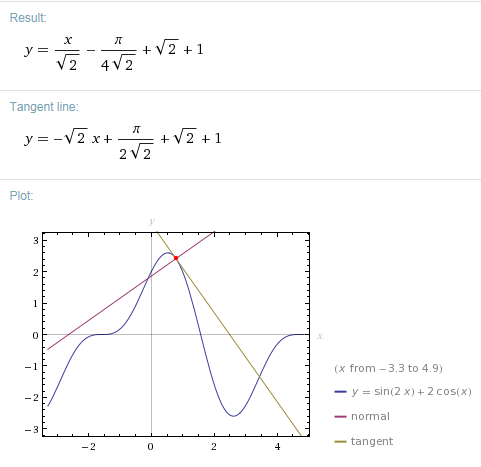 Result:
y = x/√2 − π/(4√2) + √2 + 1
Tangent line:
y = −√2 x + π/(2√2) + √2 + 1
Plot:
y
3
2
1
0
−1
−2
−3
−2 0 2 4
x
(x from −3.3 to 4.9)
y = sin(2 x) + 2 cos(x)
normal
tangent